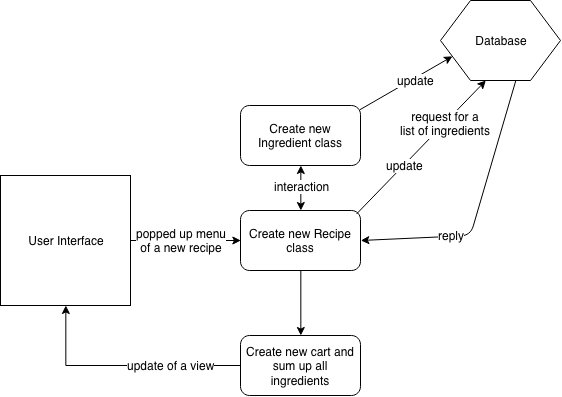 Database
update
request for a
list of ingredients
Create new
Ingredient class
update
interaction
User Interface
popped up menu
of a new recipe
Create new Recipe
class
reply
Create new cart and
sum up all
ingredients
update of a view